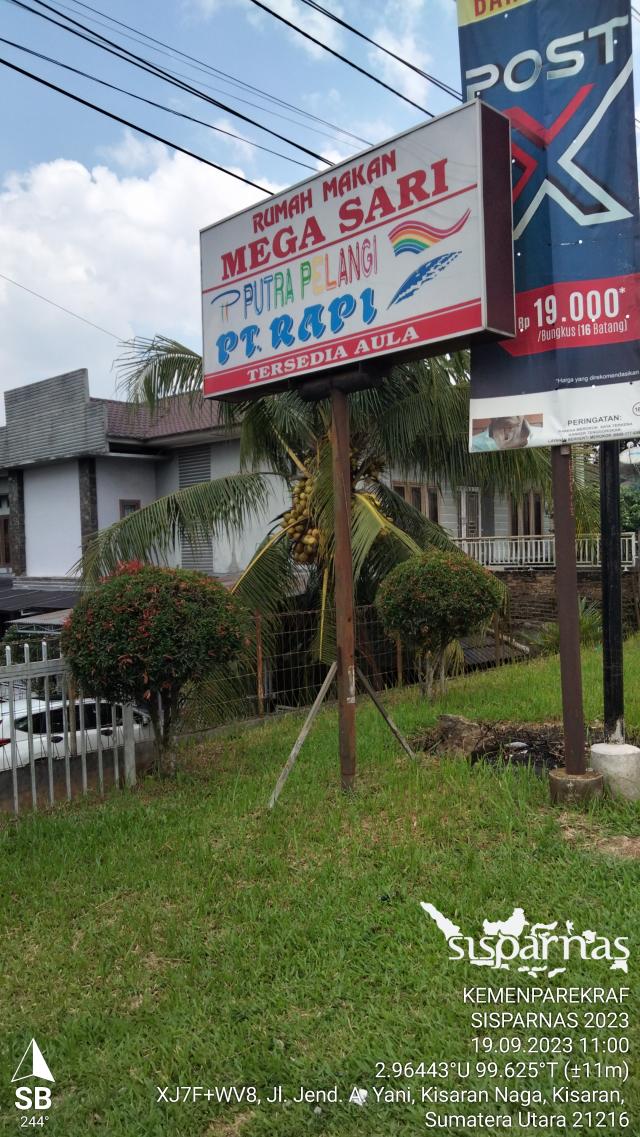 RUMAH MAKAN
MEGA SARI
PUTRA PELANGI
PT. RAPI
TERSEDIA AULA
POST
X
Rp 19.000*
/Bungkus (16 Batang)
*Harga yang direkomendasikan
PERINGATAN:
sisparnas
KEMENPAREKRAF
SISPARNAS 2023
19.09.2023 11:00
2.96443°U 99.625°T (±11m)
XJ7F+WV8, Jl. Jend. A. Yani, Kisaran Naga, Kisaran,
Sumatera Utara 21216
SB
244°